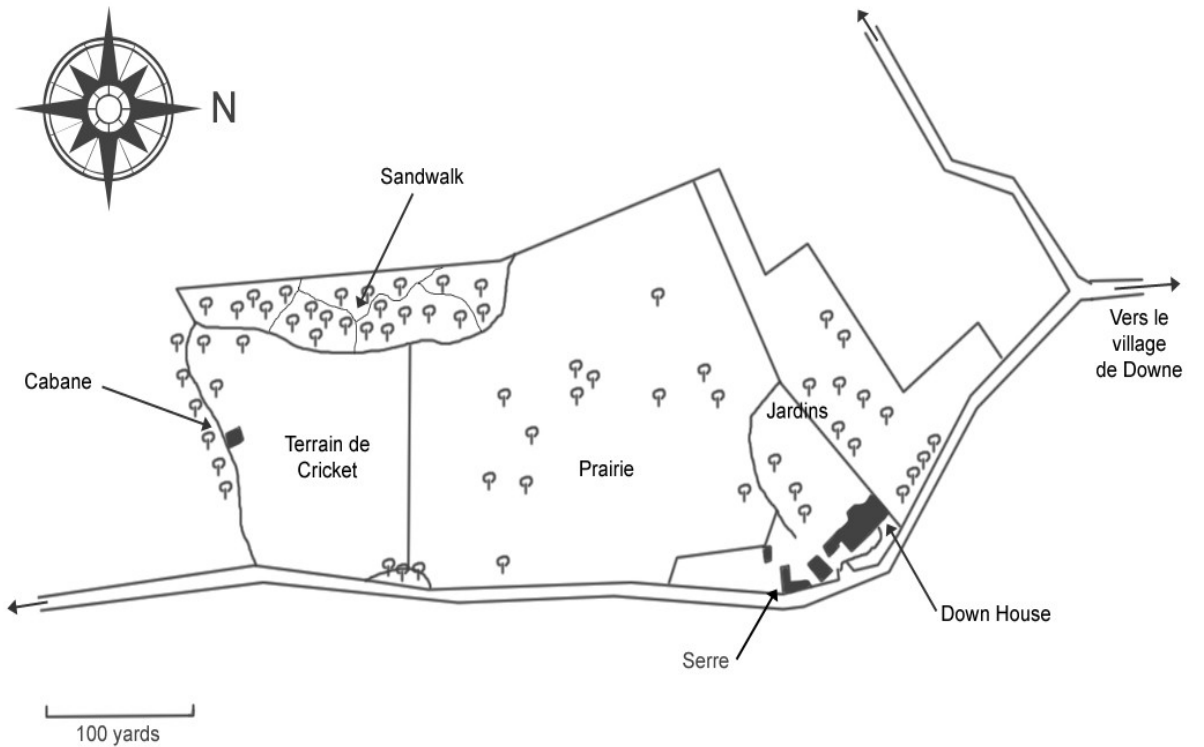 N
Sandwalk
Vers le
village
de Downe
Cabane
Jardins
Terrain de
Cricket
Prairie
Down House
Serre
100 yards